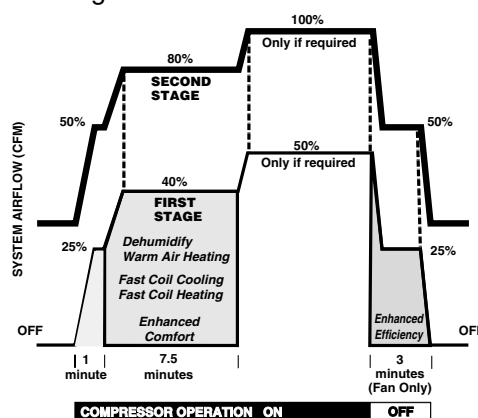 100%
Only if required
80%
SECOND
STAGE
50%
50%
50%
Only if required
40%
FIRST
STAGE
SYSTEM AIRFLOW (CFM)
25%
Dehumidify
Warm Air Heating
25%
Fast Coil Cooling
Fast Coil Heating
Enhanced
Comfort
Enhanced
Efficiency
OFF
1
minute
7.5
minutes
3
minutes
(Fan Only)
COMPRESSOR OPERATION ON
OFF